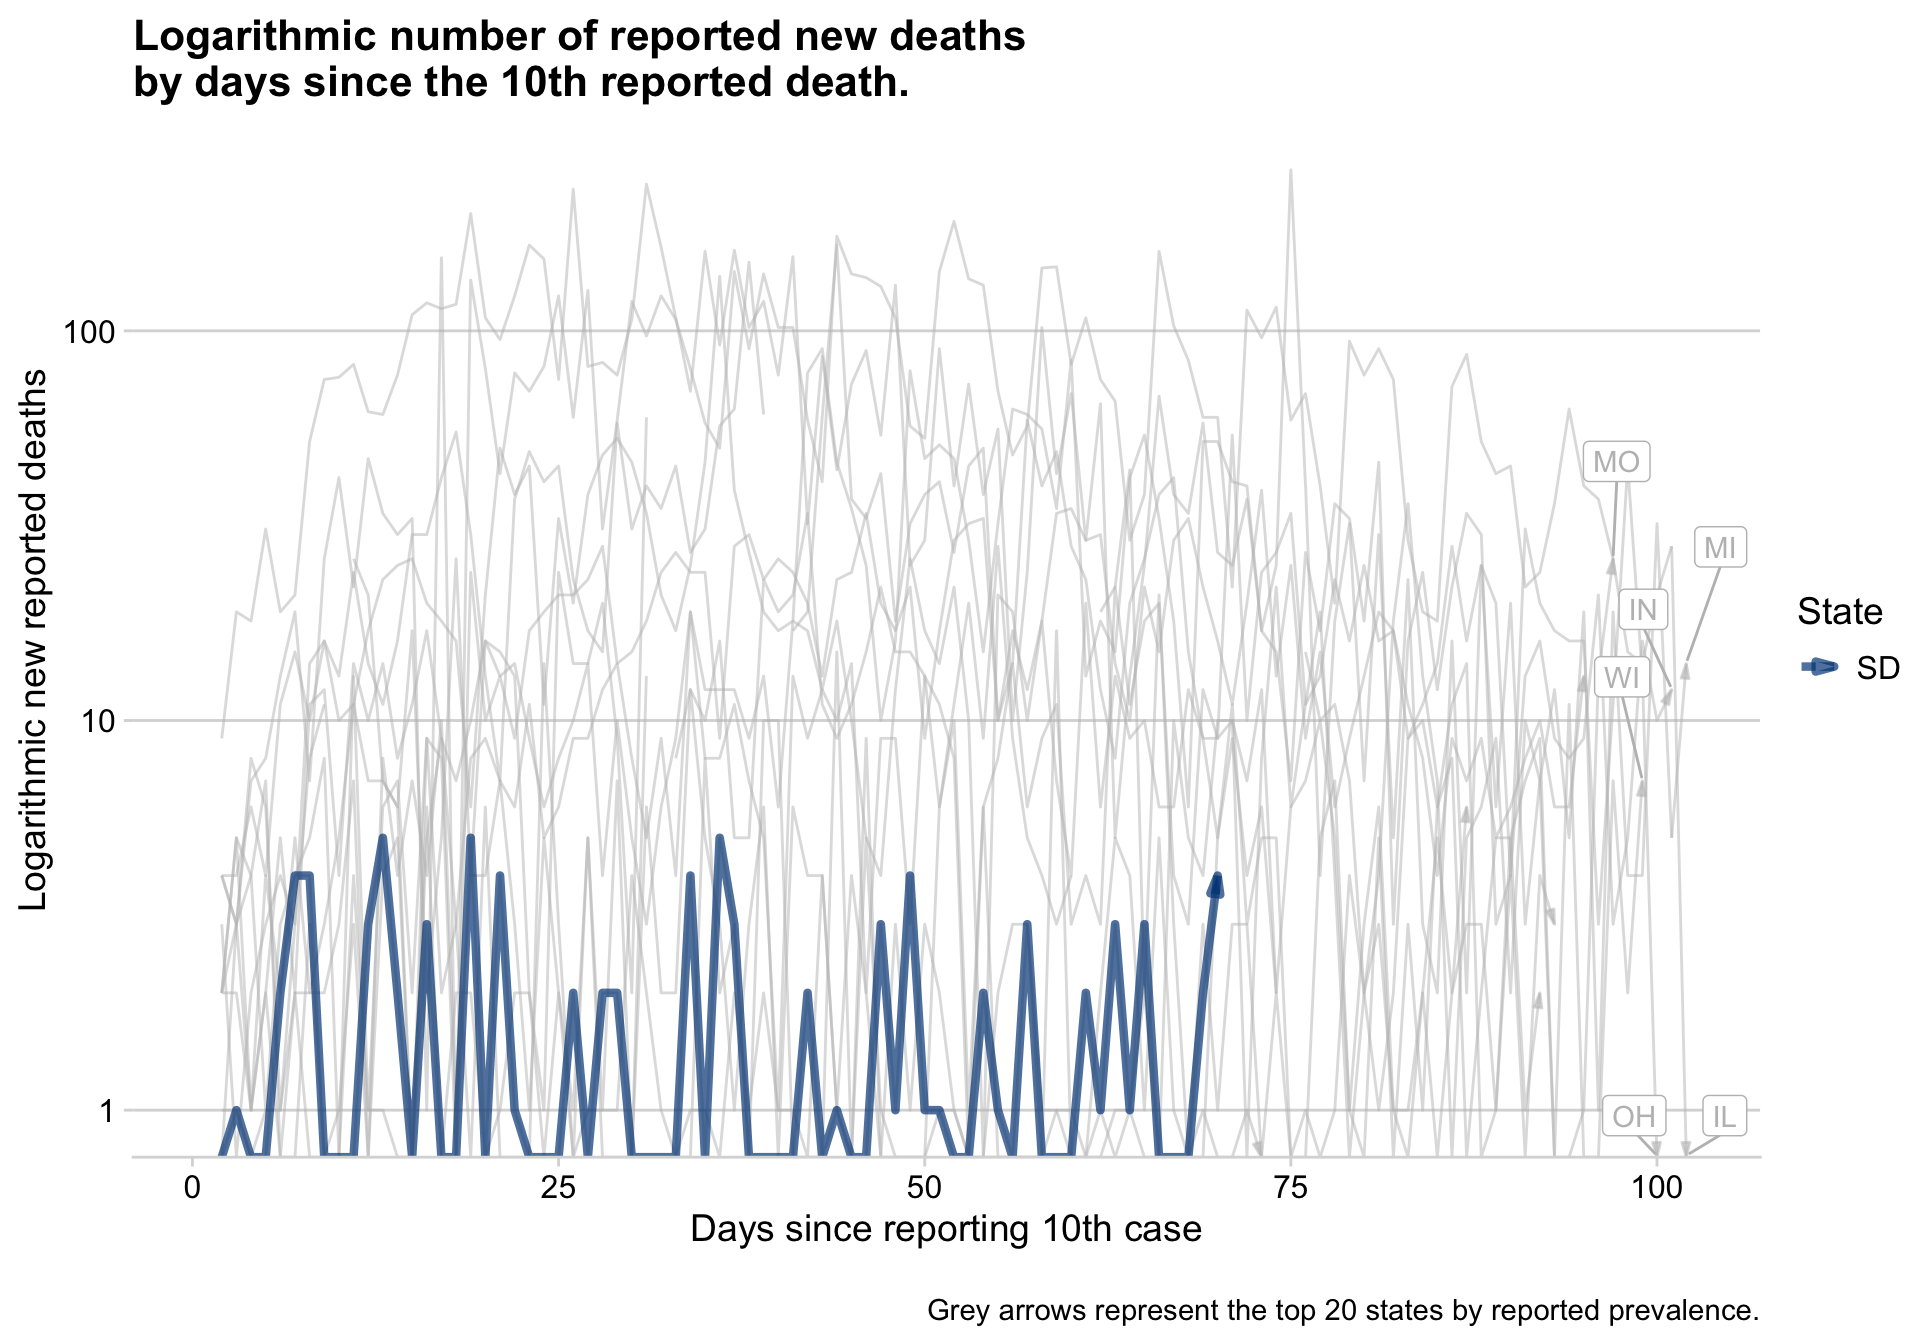 Logarithmic number of reported new deaths
by days since the 10th reported death.
Logarithmic new reported deaths
100
10
1
MO
MI
IN
WI
OH
IL
State
SD
0
25
50
75
100
Days since reporting 10th case
Grey arrows represent the top 20 states by reported prevalence.